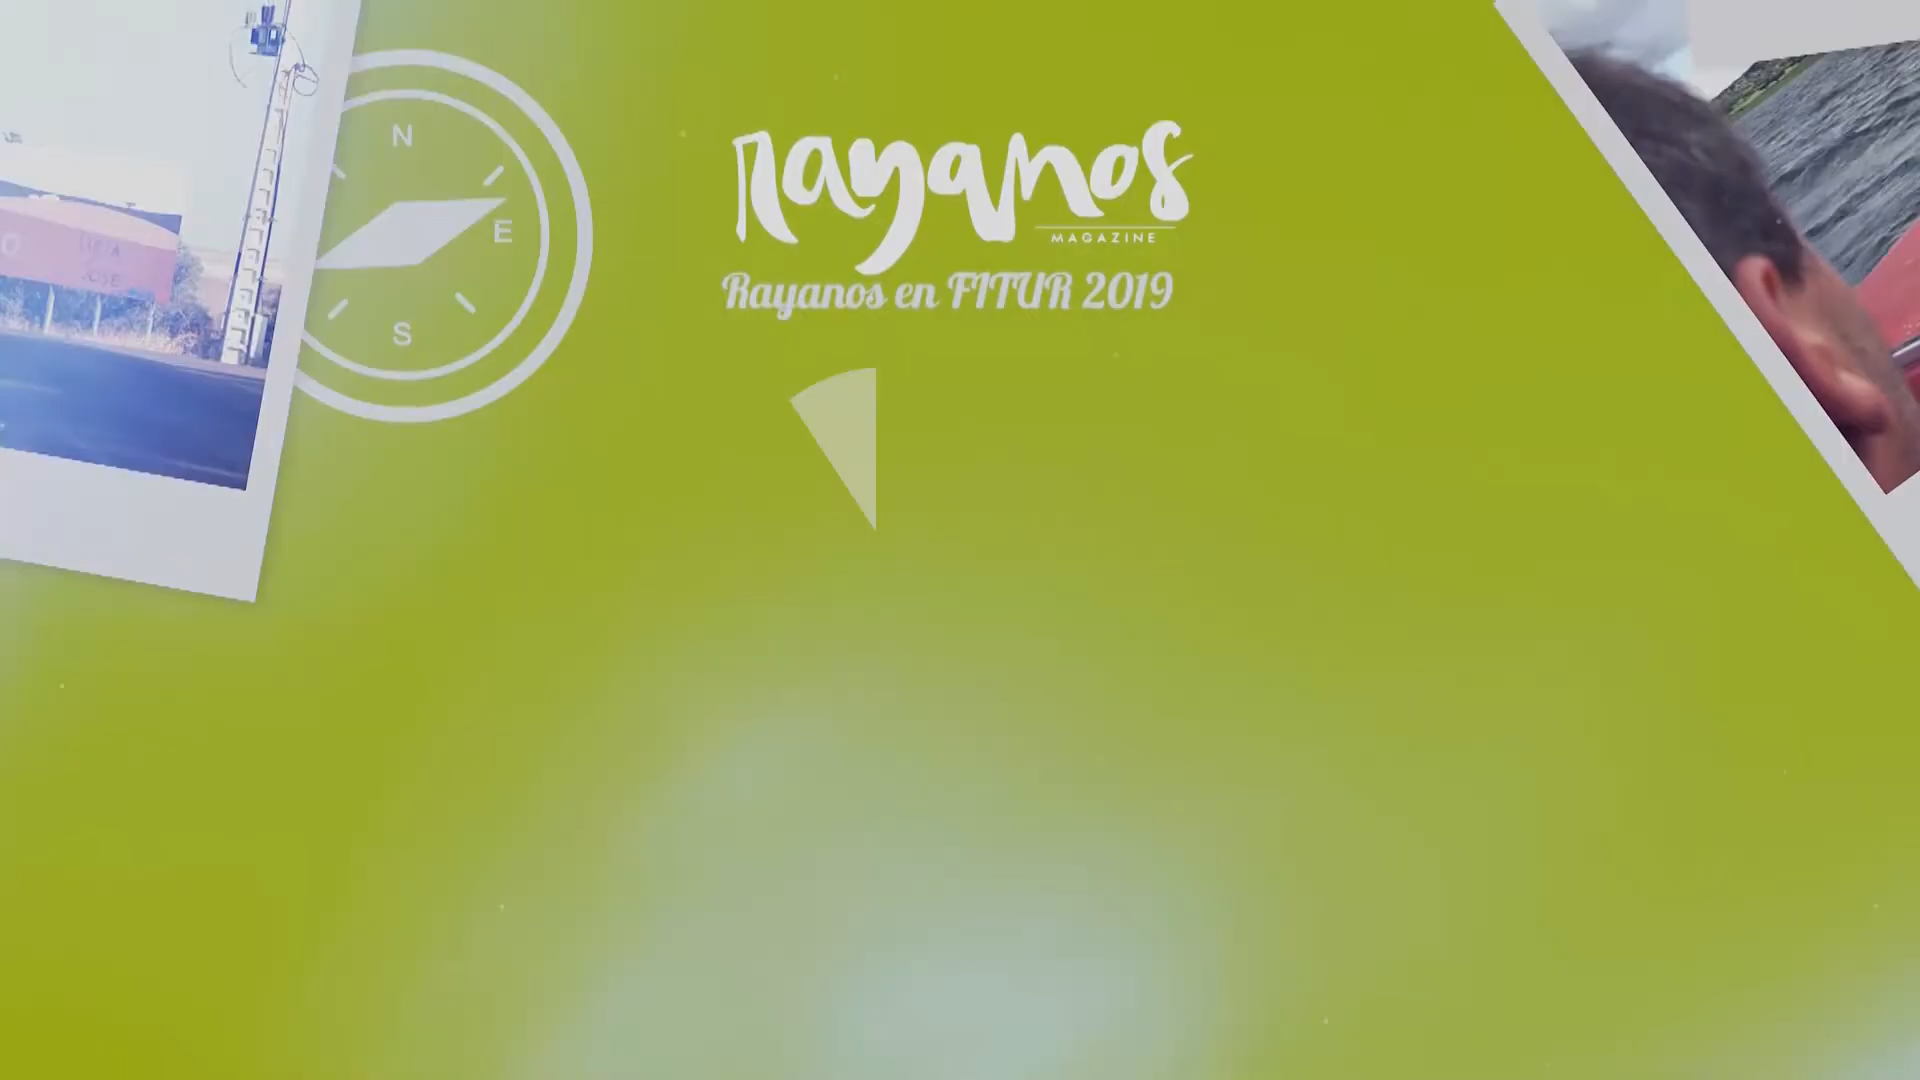 N
E
S
Rayanos
MAGAZINE
Rayanos en FITUR 2019